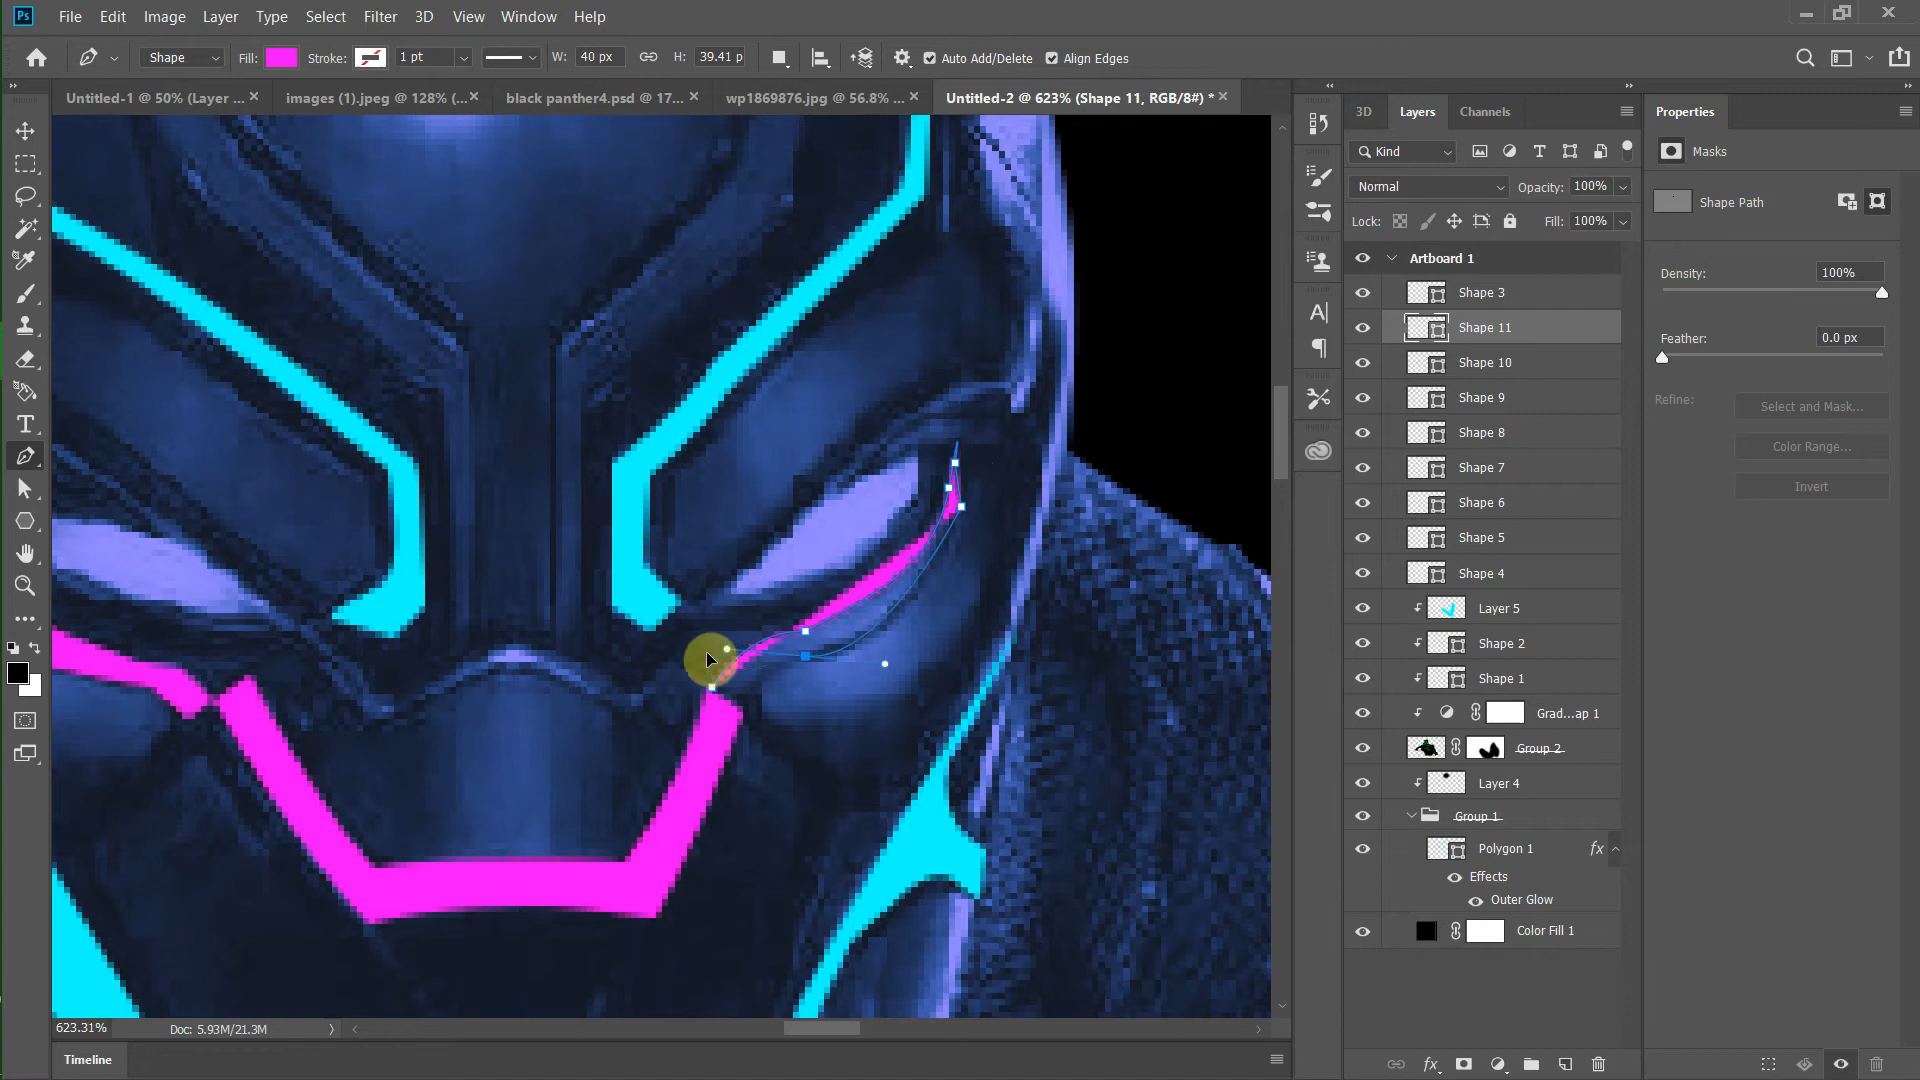 Ps File Edit Image Layer Type Select Filter 3D View Window Help
Shape Fill: Stroke: 1 pt W: 40 px H: 39.41 p Auto Add/Delete Align Edges
Untitled-1 @ 50% (Layer ... images (1).jpeg @ 128% (... black panther4.psd @ 17... wp1869876.jpg @ 56.8% ... Untitled-2 @ 623% (Shape 11, RGB/8#) *
3D Layers Channels Properties
Kind
Masks
Normal Opacity: 100%
Shape Path
Lock: Fill: 100%
Artboard 1
Density: 100%
Shape 3
Shape 11
Feather: 0.0 px
Shape 10
Shape 9
Refine: Select and Mask...
Shape 8
Color Range...
Shape 7
Invert
Shape 6
Shape 5
Shape 4
Layer 5
Shape 2
Shape 1
Grad...ap 1
Group 2
Layer 4
Group 1
Polygon 1 fx
Effects
Outer Glow
Color Fill 1
623.31% Doc: 5.93M/21.3M
Timeline
fx